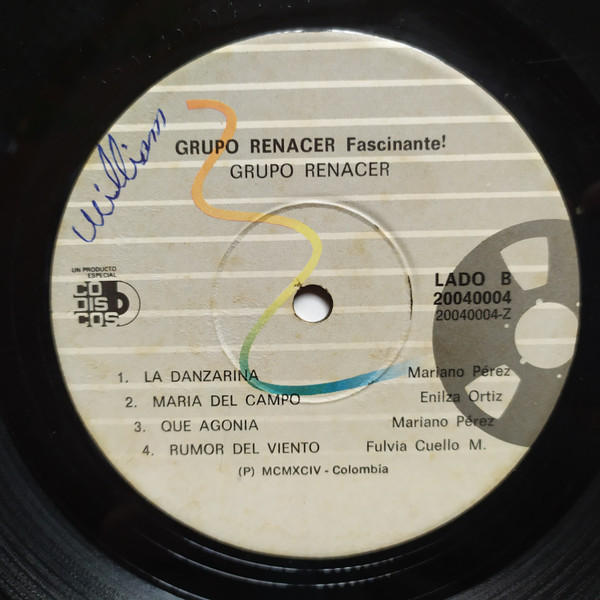 William
GRUPO RENACER Fascinante!
GRUPO RENACER
UN PRODUCTO
ESPECIAL
CO
DIS
COS
LADO B
20040004
20040004-Z
1. LA DANZARINA Mariano Pérez
2. MARIA DEL CAMPO Enilza Ortiz
3. QUE AGONIA Mariano Pérez
4. RUMOR DEL VIENTO Fulvia Cuello M.
(P) MCMXCIV - Colombia